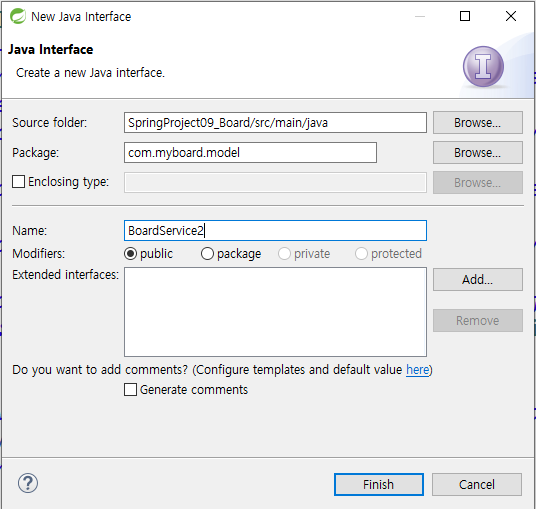 New Java Interface
Java Interface
Create a new Java interface.
Source folder: SpringProject09_Board/src/main/java Browse...
Package: com.myboard.model Browse...
Enclosing type: Browse...
Name: BoardService2
Modifiers: public package private protected
Extended interfaces: Add...
Remove
Do you want to add comments? (Configure templates and default value here)
Generate comments
? Finish Cancel